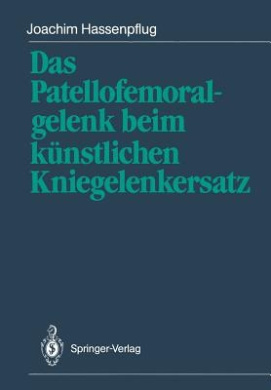 Joachim Hassenpflug
Das
Patellofemoral-
gelenk beim
künstlichen
Kniegelenkersatz
Springer-Verlag